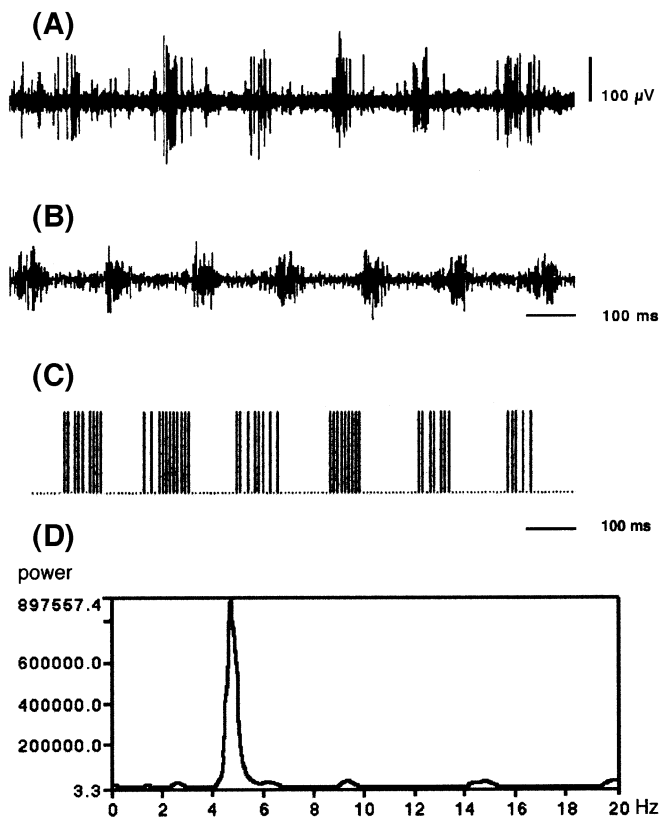 (A)
100 µV
(B)
100 ms
(C)
100 ms
(D)
power
897557.4
600000.0
400000.0
200000.0
3.3
0 2 4 6 8 10 12 14 16 18 20 Hz